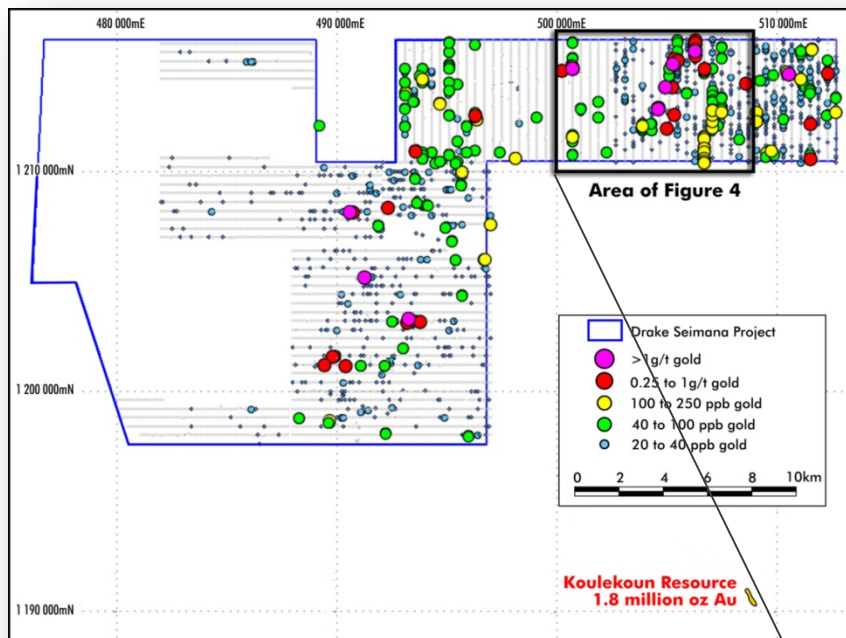 480 000mE
490 000mE
500 000mE
510 000mE
1 210 000mN
Area of Figure 4
Drake Seimana Project
>1g/t gold
0.25 to 1g/t gold
100 to 250 ppb gold
40 to 100 ppb gold
20 to 40 ppb gold
0 2 4 6 8 10km
1 200 000mN
Koulekoun Resource
1.8 million oz Au
1 190 000mN